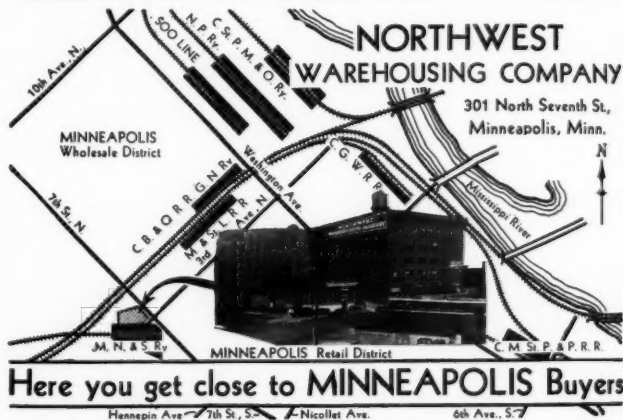 NORTHWEST
WAREHOUSING COMPANY
301 North Seventh St.,
Minneapolis, Minn.
N
C. St. P. M. & O. Ry.
N. P. Ry.
SOO LINE
10th Ave., N.
MINNEAPOLIS
Wholesale District
Washington Ave.
C. G. W. R R
Mississippi River
7th St., N
C. B. & Q. R. R. G. N. Ry
M. & St. L. R R
3rd Ave., N.
M., N., & S. Ry
MINNEAPOLIS Retail District
C. M. St. P. & P. R. R.
Here you get close to MINNEAPOLIS Buyers
Hennepin Ave 7th St., S. Nicollet Ave. 6th Ave., S.